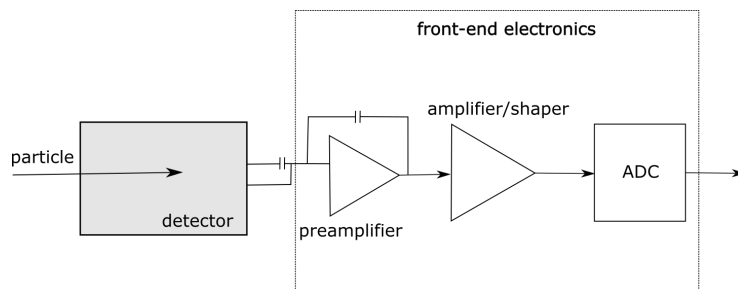 front-end electronics
amplifier/shaper
particle
ADC
detector
preamplifier